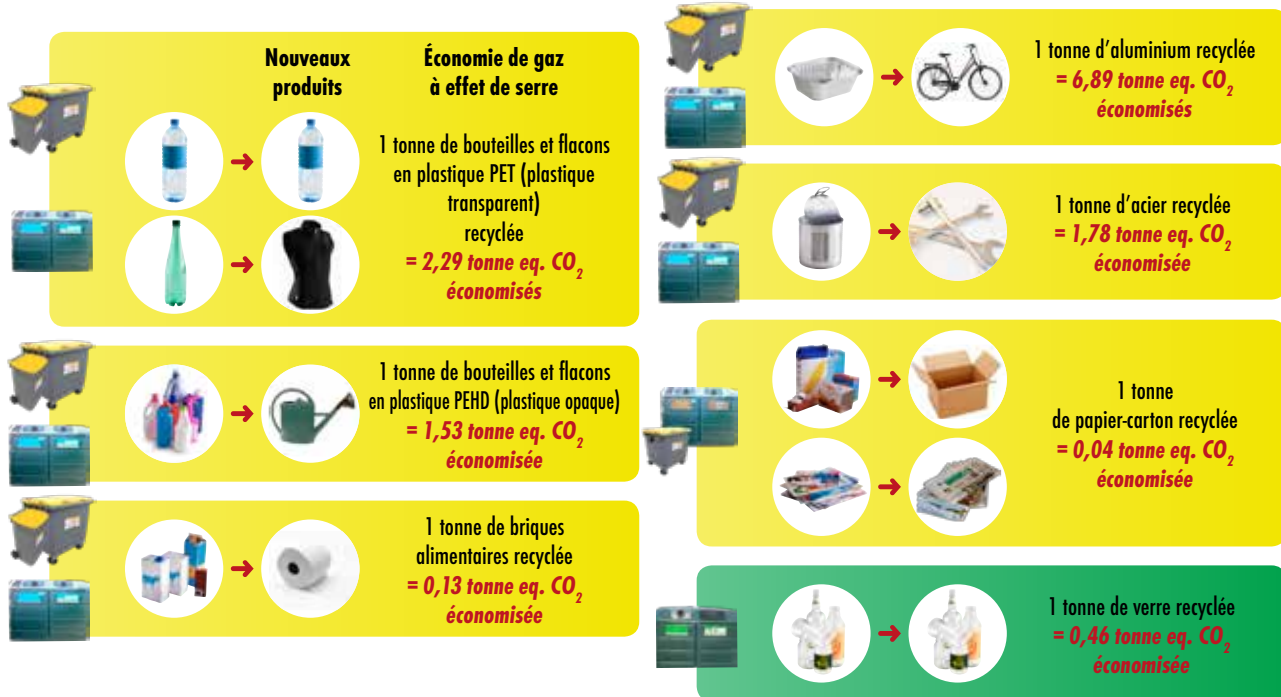 Nouveaux
produits
Économie de gaz
à effet de serre
1 tonne de bouteilles et flacons
en plastique PET (plastique
transparent)
recyclée
= 2,29 tonne eq. CO₂
économisés
1 tonne de bouteilles et flacons
en plastique PEHD (plastique opaque)
= 1,53 tonne eq. CO₂
économisée
1 tonne de briques
alimentaires recyclée
= 0,13 tonne eq. CO₂
économisée
1 tonne d’aluminium recyclée
= 6,89 tonne eq. CO₂
économisés
1 tonne d’acier recyclée
= 1,78 tonne eq. CO₂
économisée
1 tonne
de papier-carton recyclée
= 0,04 tonne eq. CO₂
économisée
1 tonne de verre recyclée
= 0,46 tonne eq. CO₂
économisée